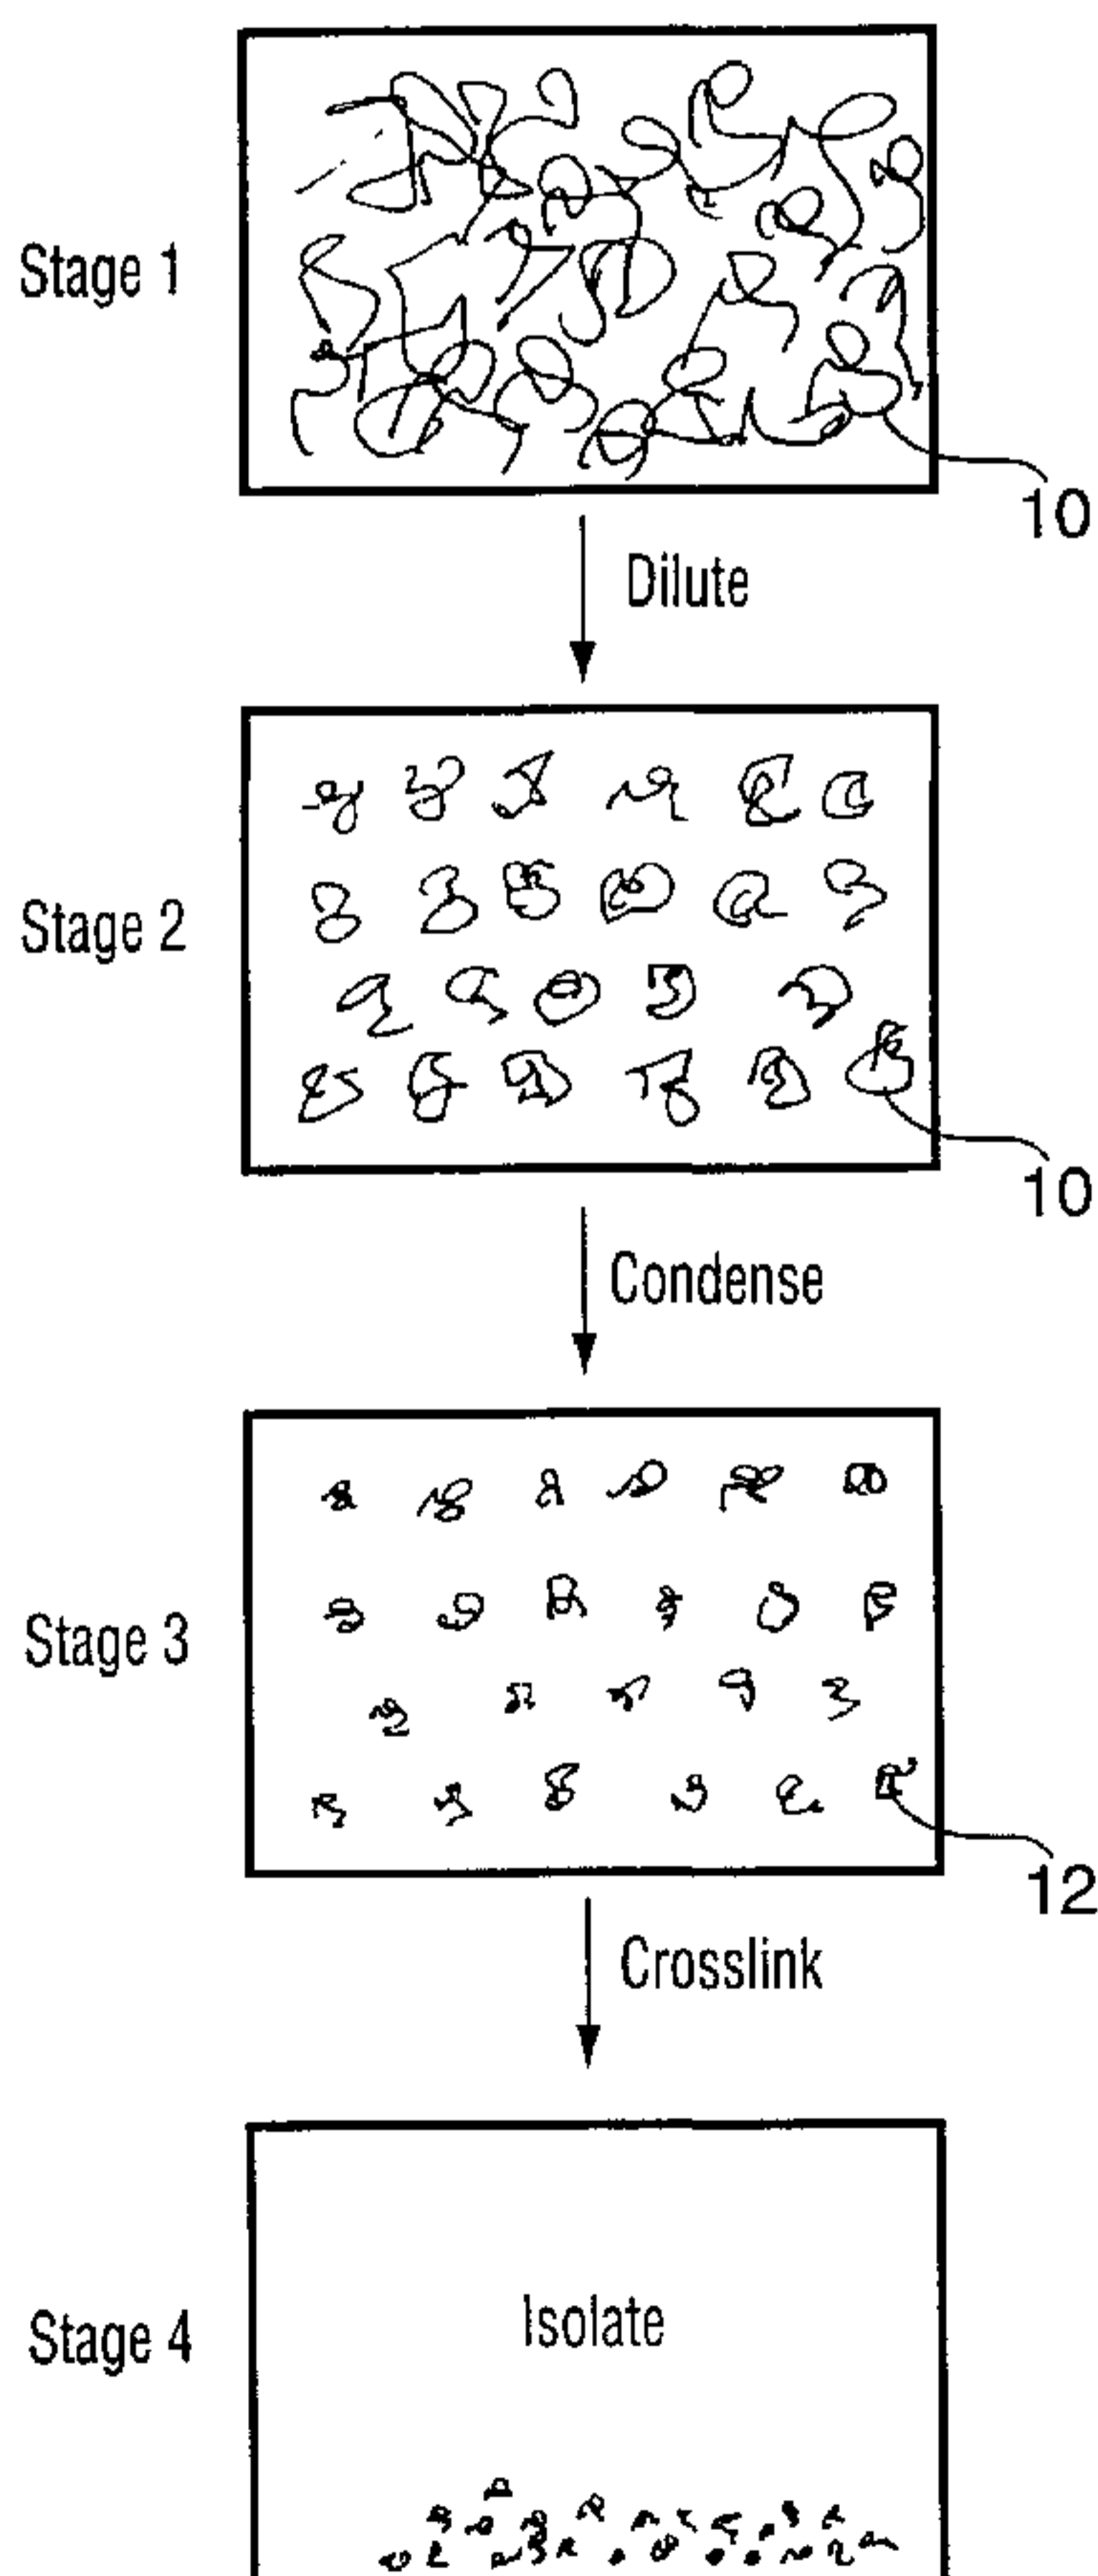 Stage 1
10
Dilute
Stage 2
10
Condense
Stage 3
12
Crosslink
Stage 4
Isolate